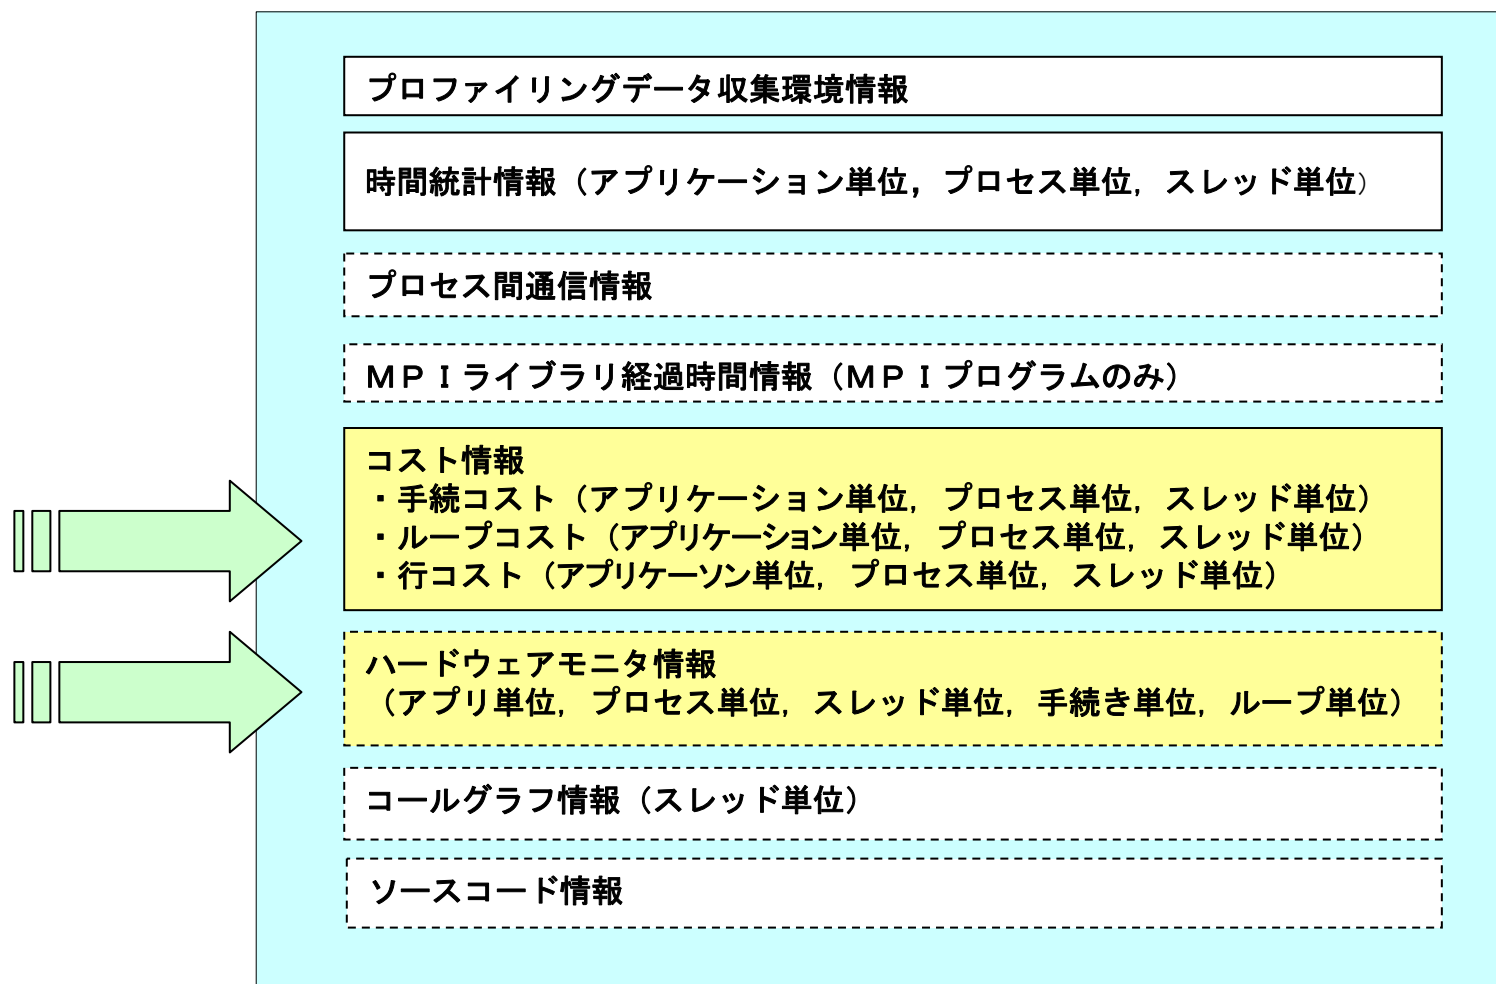 プロファイリングデータ収集環境情報
時間統計情報（アプリケーション単位，プロセス単位，スレッド単位）
プロセス間通信情報
ＭＰＩライブラリ経過時間情報（ＭＰＩプログラムのみ）
コスト情報
・手続コスト（アプリケーション単位，プロセス単位，スレッド単位）
・ループコスト（アプリケーション単位，プロセス単位，スレッド単位）
・行コスト（アプリケーソン単位，プロセス単位，スレッド単位）
ハードウェアモニタ情報
（アプリ単位，プロセス単位，スレッド単位，手続き単位，ループ単位）
コールグラフ情報（スレッド単位）
ソースコード情報